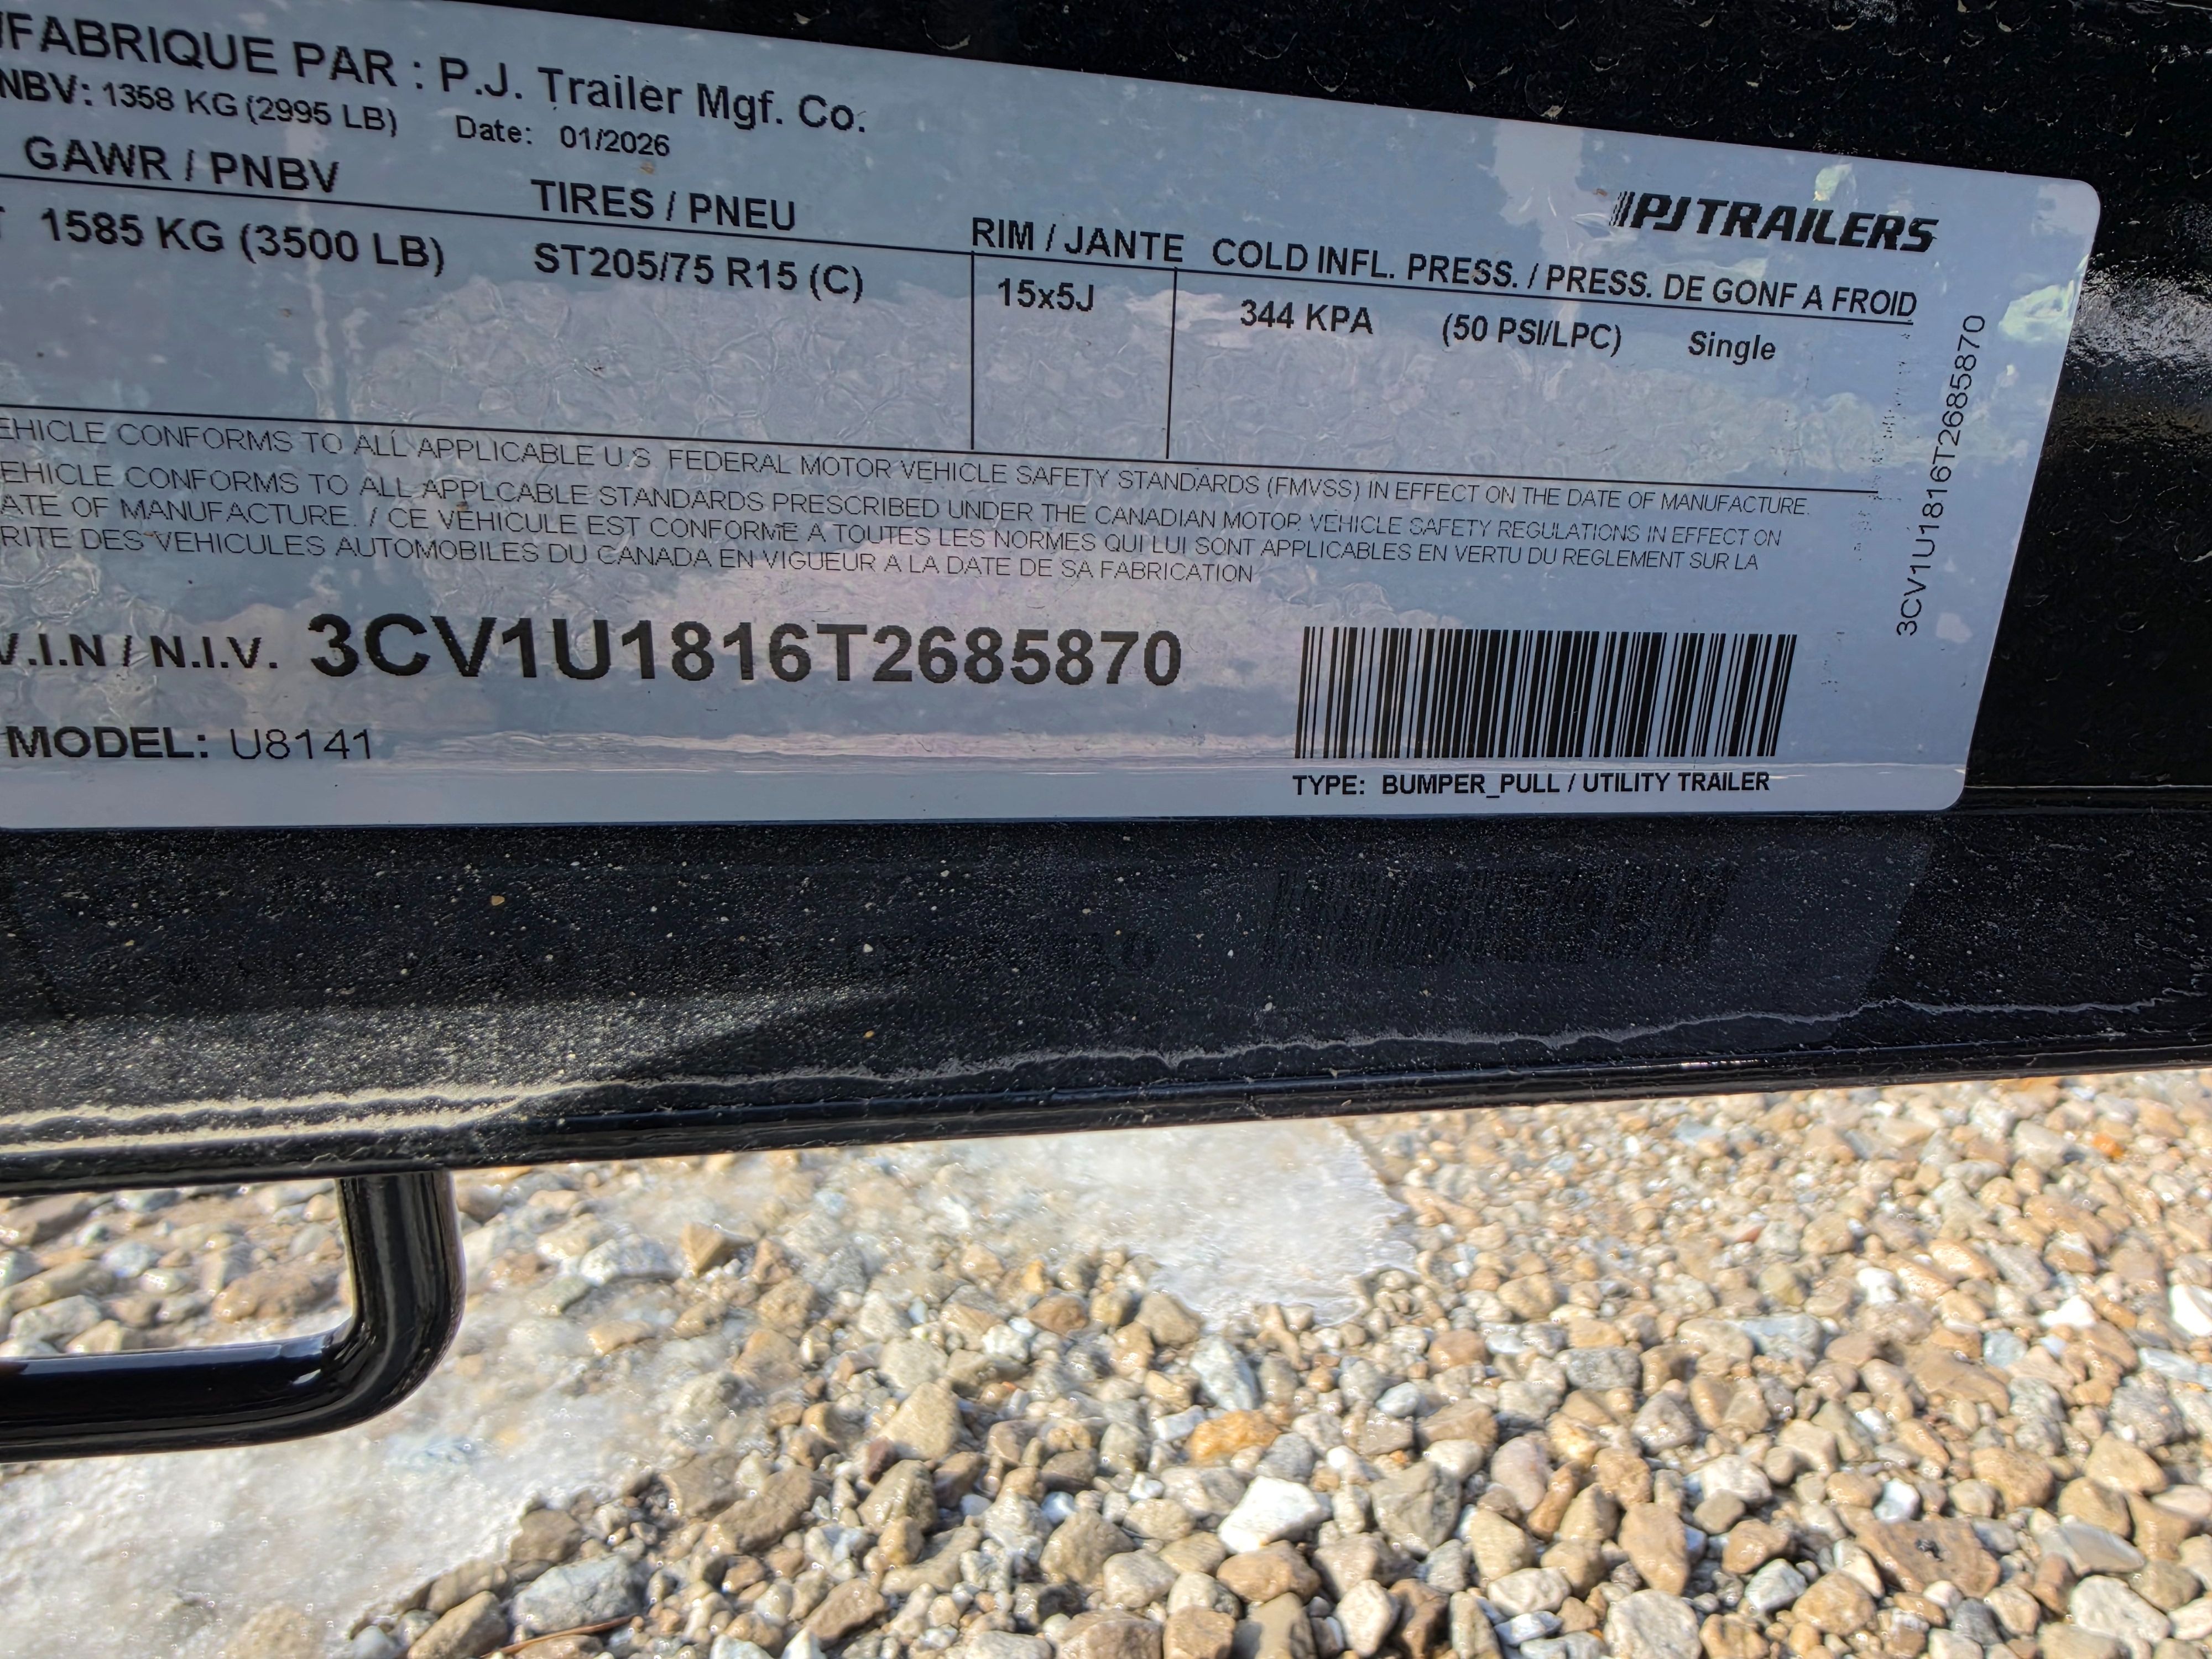 FABRIQUE PAR : P.J. Trailer Mgf. Co.
NBV: 1358 KG (2995 LB) Date: 01/2026
PJ TRAILERS
GAWR / PNBV TIRES / PNEU RIM / JANTE COLD INFL. PRESS. / PRESS. DE GONF A FROID
1585 KG (3500 LB) ST205/75 R15 (C) 15x5J 344 KPA (50 PSI/LPC) Single
EHICLE CONFORMS TO ALL APPLICABLE U.S FEDERAL MOTOR VEHICLE SAFETY STANDARDS (FMVSS) IN EFFECT ON THE DATE OF MANUFACTURE.
EHICLE CONFORMS TO ALL APPLCABLE STANDARDS PRESCRIBED UNDER THE CANADIAN MOTOR VEHICLE SAFETY REGULATIONS IN EFFECT ON
ATE OF MANUFACTURE. / CE VEHICULE EST CONFORME A TOUTES LES NORMES QUI LUI SONT APPLICABLES EN VERTU DU REGLEMENT SUR LA
RITE DES VEHICULES AUTOMOBILES DU CANADA EN VIGUEUR A LA DATE DE SA FABRICATION
V.I.N / N.I.V. 3CV1U1816T2685870
MODEL: U8141
TYPE: BUMPER_PULL / UTILITY TRAILER
3CV1U1816T2685870